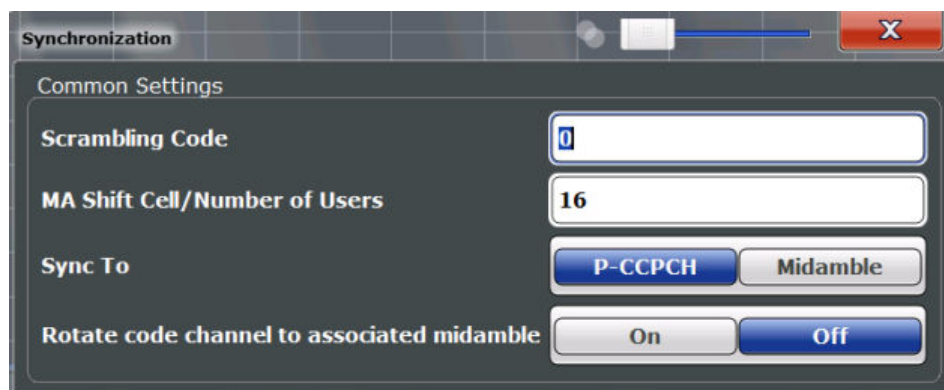 Synchronization
X
Common Settings
Scrambling Code 0
MA Shift Cell/Number of Users 16
Sync To P-CCPCH Midamble
Rotate code channel to associated midamble On Off